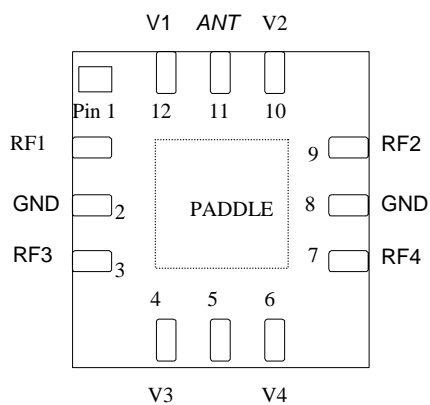 V1 ANT V2
Pin 1 12 11 10
RF1 9 RF2
GND 2 PADDLE 8 GND
RF3 3 7 RF4
4 5 6
V3 V4